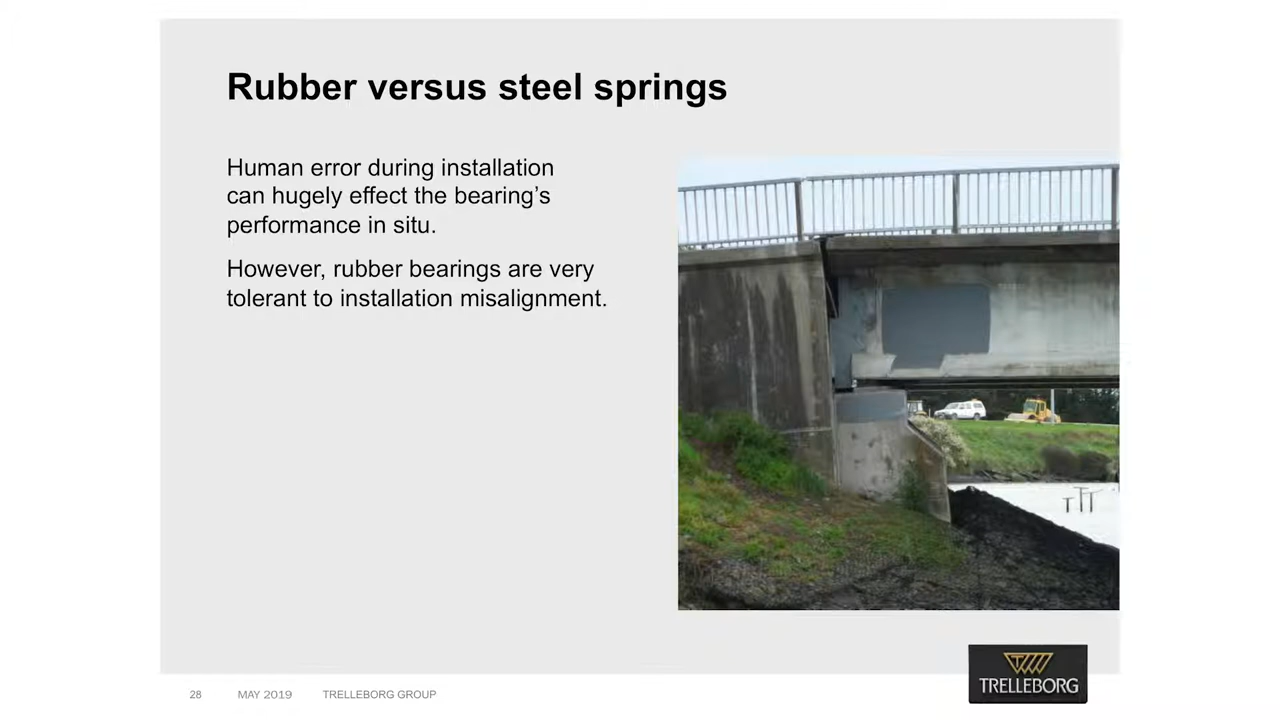 Rubber versus steel springs
Human error during installation
can hugely effect the bearing’s
performance in situ.
However, rubber bearings are very
tolerant to installation misalignment.
28 MAY 2019 TRELLEBORG GROUP
TRELLEBORG